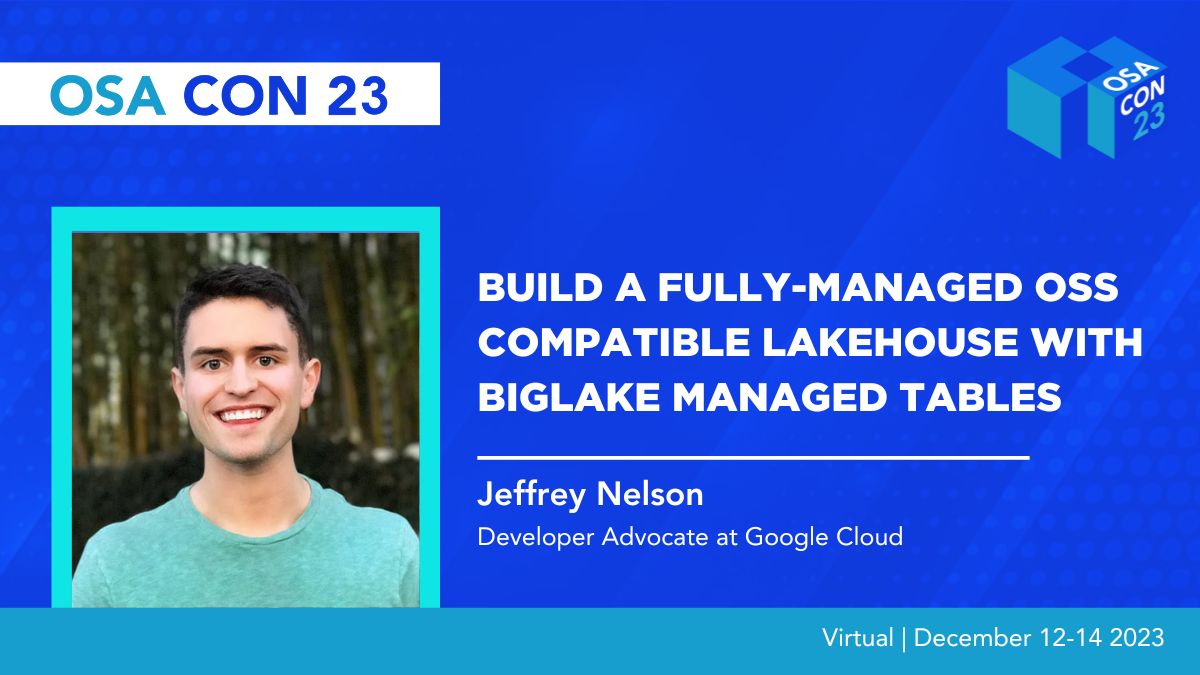 OSA CON 23
OSA
CON
23
BUILD A FULLY-MANAGED OSS
COMPATIBLE LAKEHOUSE WITH
BIGLAKE MANAGED TABLES
Jeffrey Nelson
Developer Advocate at Google Cloud
Virtual | December 12-14 2023